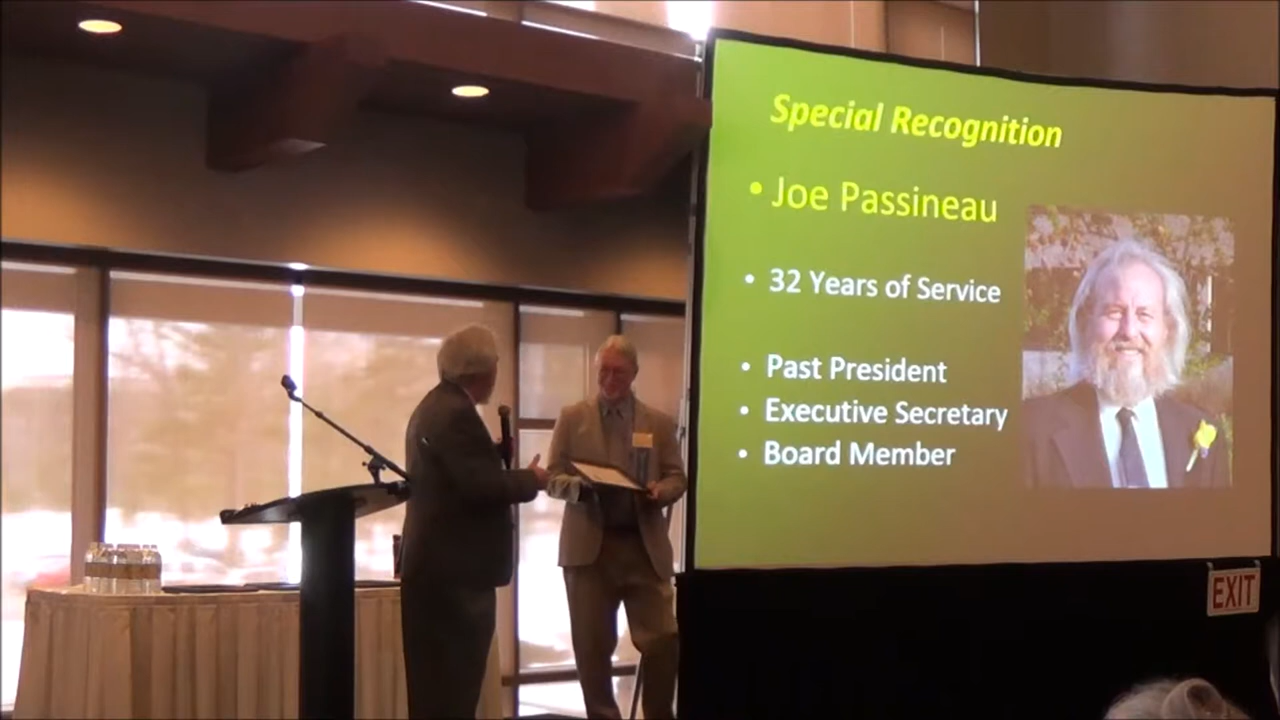 Special Recognition
• Joe Passineau
• 32 Years of Service
• Past President
• Executive Secretary
• Board Member
EXIT